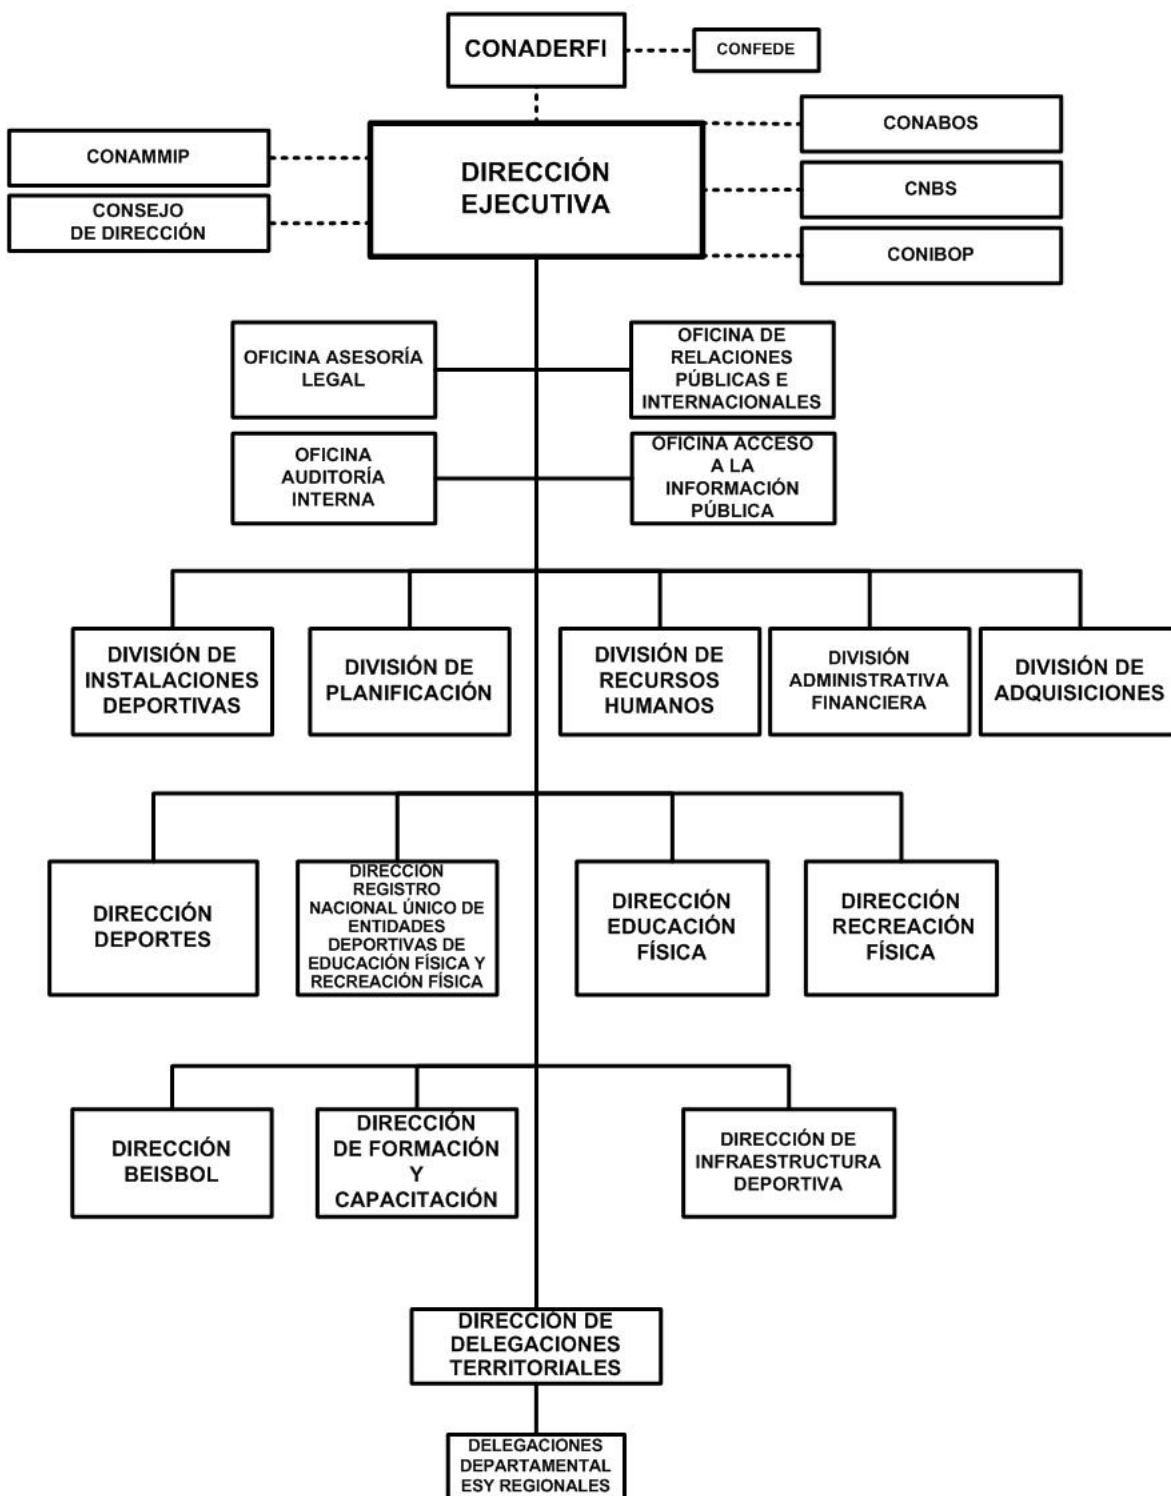 CONADERFI
CONFEDE
CONAMMIP
CONSEJO
DE DIRECCIÓN
DIRECCIÓN
EJECUTIVA
CONABOS
CNBS
CONIBOP
OFICINA ASESORÍA
LEGAL
OFICINA DE
RELACIONES
PÚBLICAS E
INTERNACIONALES
OFICINA
AUDITORÍA
INTERNA
OFICINA ACCESO
A LA
INFORMACIÓN
PÚBLICA
DIVISIÓN DE
INSTALACIONES
DEPORTIVAS
DIVISIÓN DE
PLANIFICACIÓN
DIVISIÓN DE
RECURSOS
HUMANOS
DIVISIÓN
ADMINISTRATIVA
FINANCIERA
DIVISIÓN DE
ADQUISICIONES
DIRECCIÓN
DEPORTES
DIRECCIÓN
REGISTRO
NACIONAL ÚNICO DE
ENTIDADES
DEPORTIVAS DE
EDUCACIÓN FÍSICA Y
RECREACIÓN FÍSICA
DIRECCIÓN
EDUCACIÓN
FÍSICA
DIRECCIÓN
RECREACIÓN
FÍSICA
DIRECCIÓN
BEISBOL
DIRECCIÓN
DE FORMACIÓN
Y
CAPACITACIÓN
DIRECCIÓN DE
INFRAESTRUCTURA
DEPORTIVA
DIRECCIÓN DE
DELEGACIONES
TERRITORIALES
DELEGACIONES
DEPARTAMENTAL
ESY REGIONALES